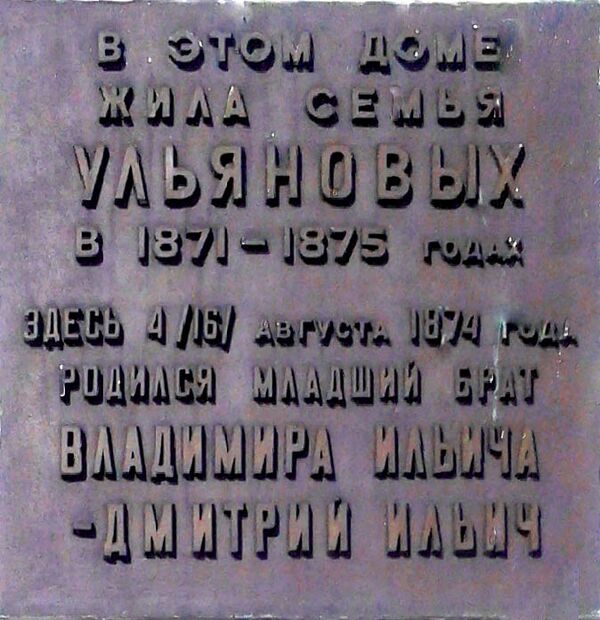 В ЭТОМ ДОМЕ
ЖИЛА СЕМЬЯ
УЛЬЯНОВЫХ
В 1871-1875 ГОДАХ
ЗДЕСЬ 4/16/ АВГУСТА 1874 ГОДА
РОДИЛСЯ МЛАДШИЙ БРАТ
ВЛАДИМИРА ИЛЬИЧА
-ДМИТРИЙ ИЛЬИЧ